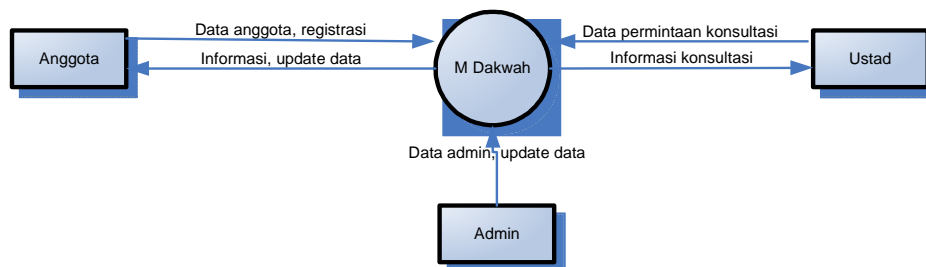 Data anggota, registrasi
Data permintaan konsultasi
Anggota
Informasi, update data
M Dakwah
Informasi konsultasi
Ustad
Data admin, update data
Admin